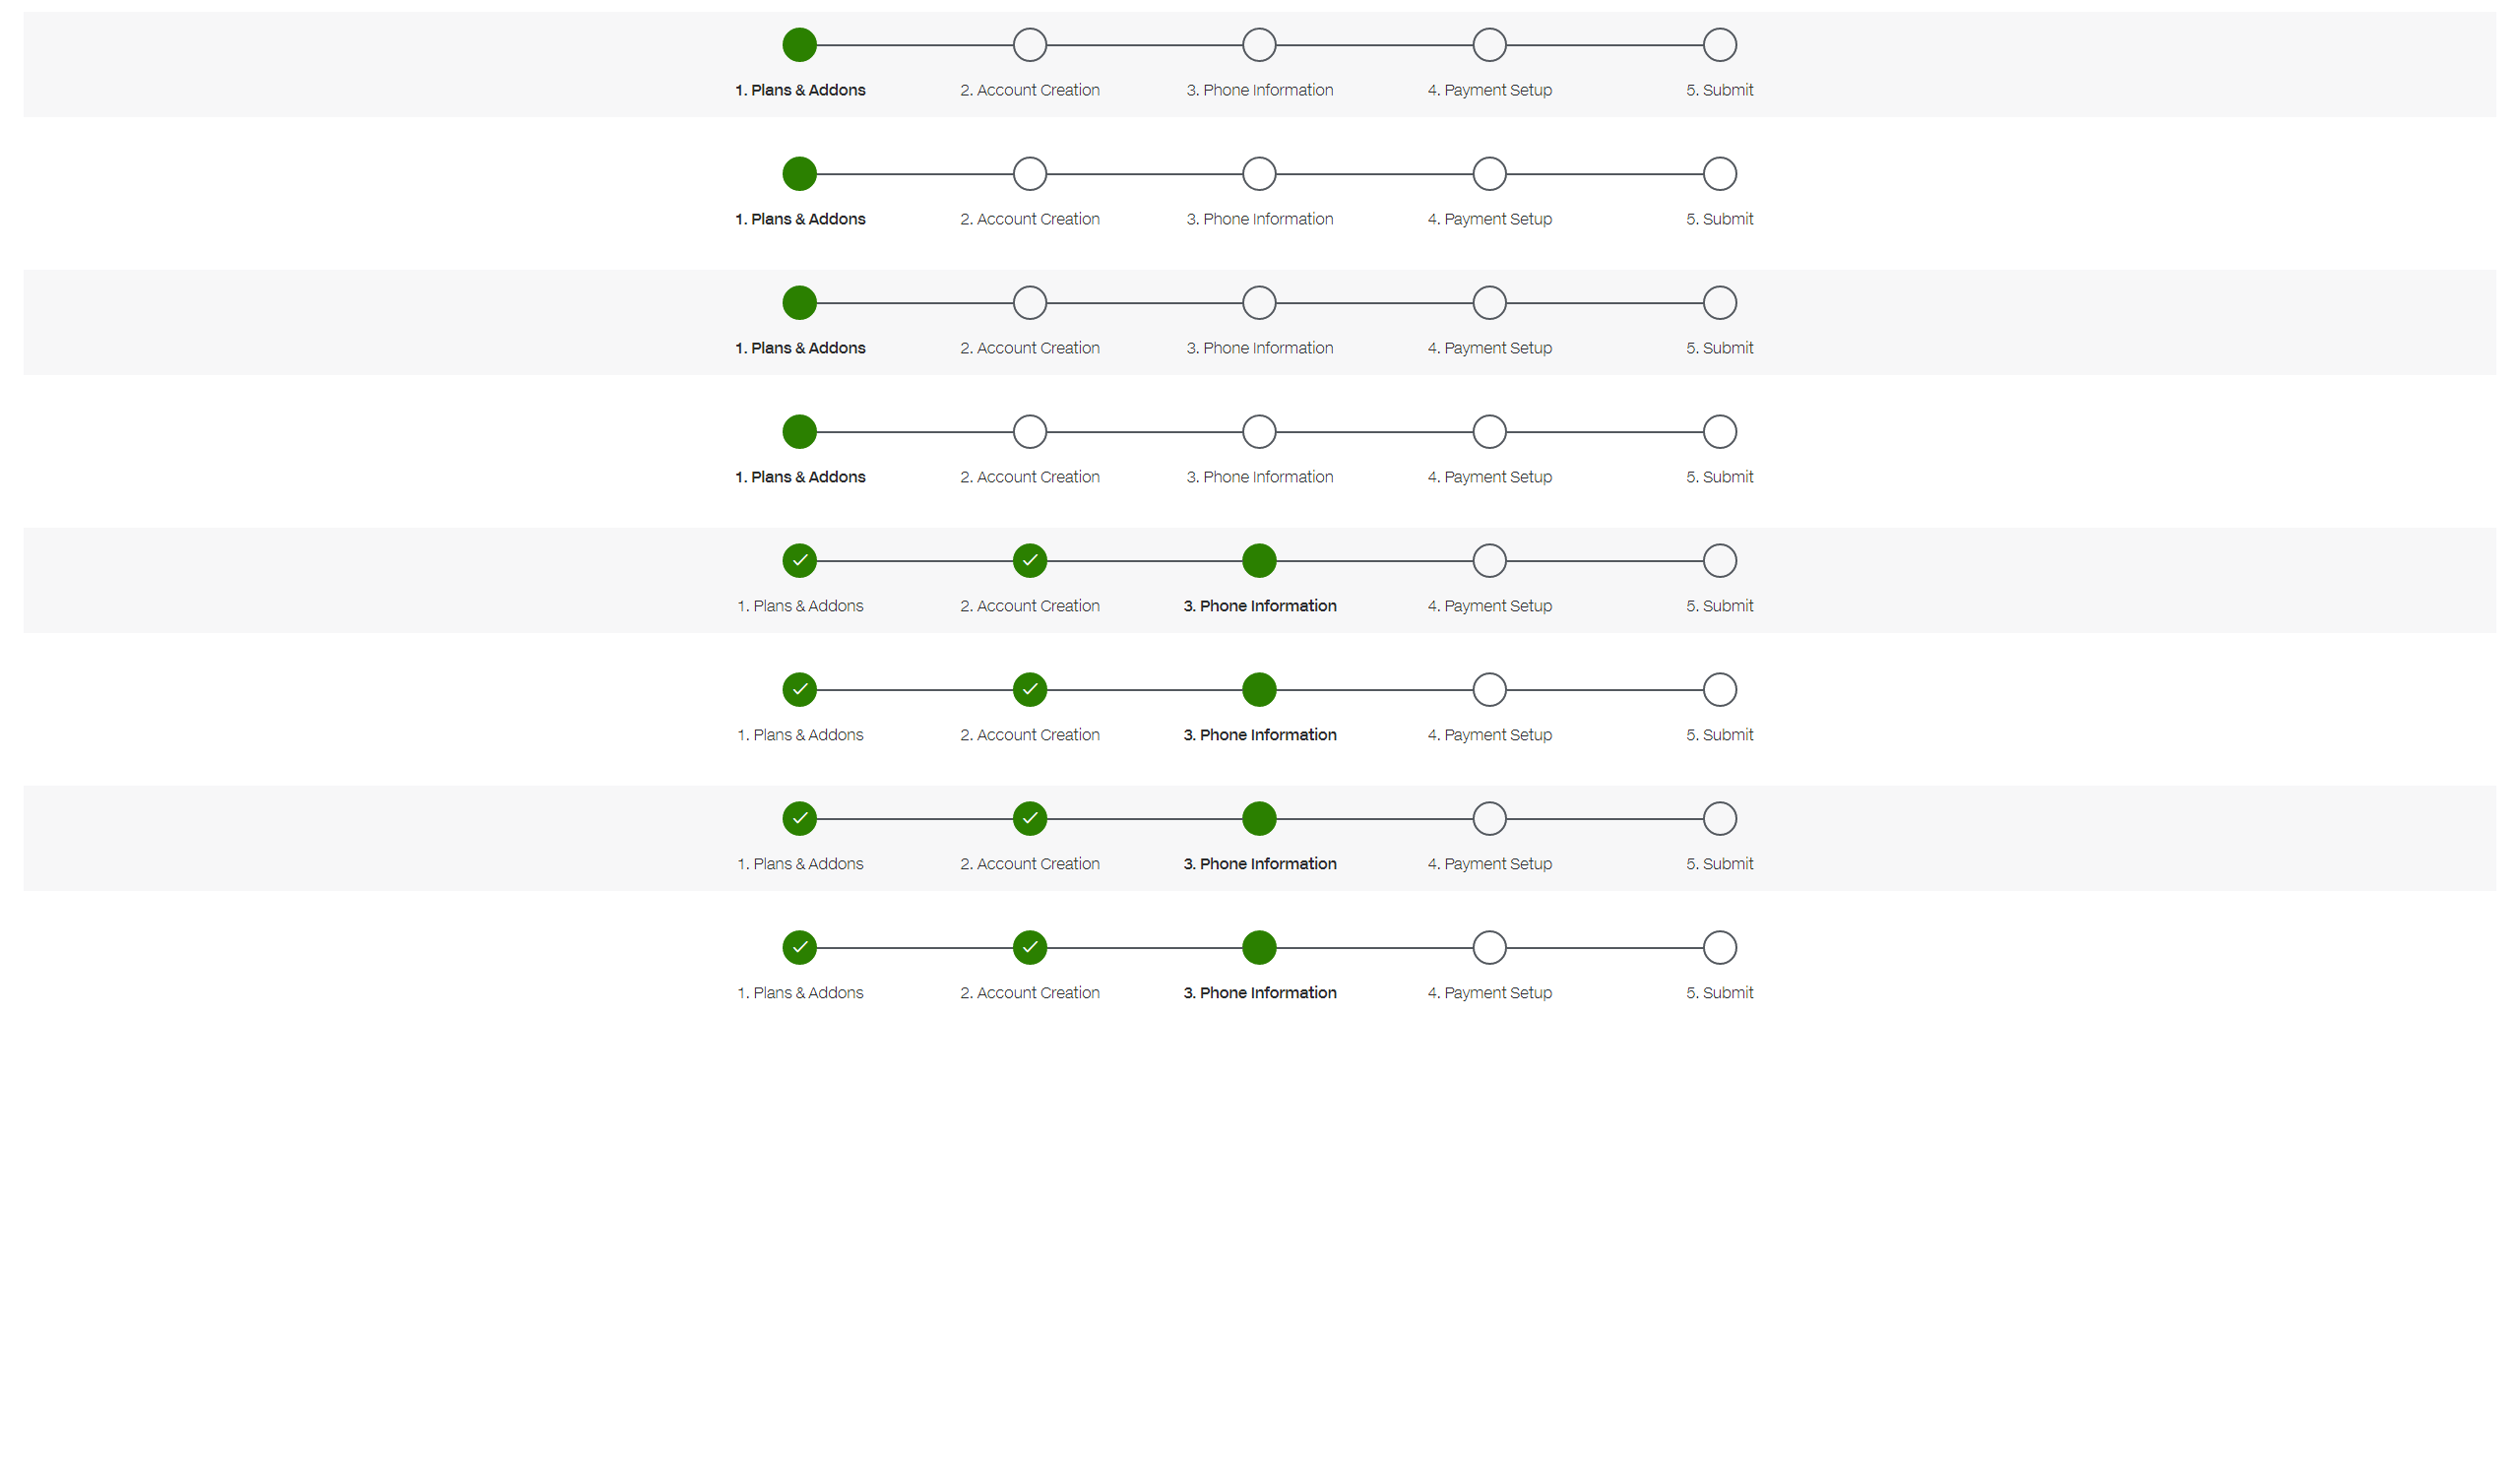 1. Plans & Addons 2. Account Creation 3. Phone Information 4. Payment Setup 5. Submit
1. Plans & Addons 2. Account Creation 3. Phone Information 4. Payment Setup 5. Submit
1. Plans & Addons 2. Account Creation 3. Phone Information 4. Payment Setup 5. Submit
1. Plans & Addons 2. Account Creation 3. Phone Information 4. Payment Setup 5. Submit
1. Plans & Addons 2. Account Creation 3. Phone Information 4. Payment Setup 5. Submit
1. Plans & Addons 2. Account Creation 3. Phone Information 4. Payment Setup 5. Submit
1. Plans & Addons 2. Account Creation 3. Phone Information 4. Payment Setup 5. Submit
1. Plans & Addons 2. Account Creation 3. Phone Information 4. Payment Setup 5. Submit